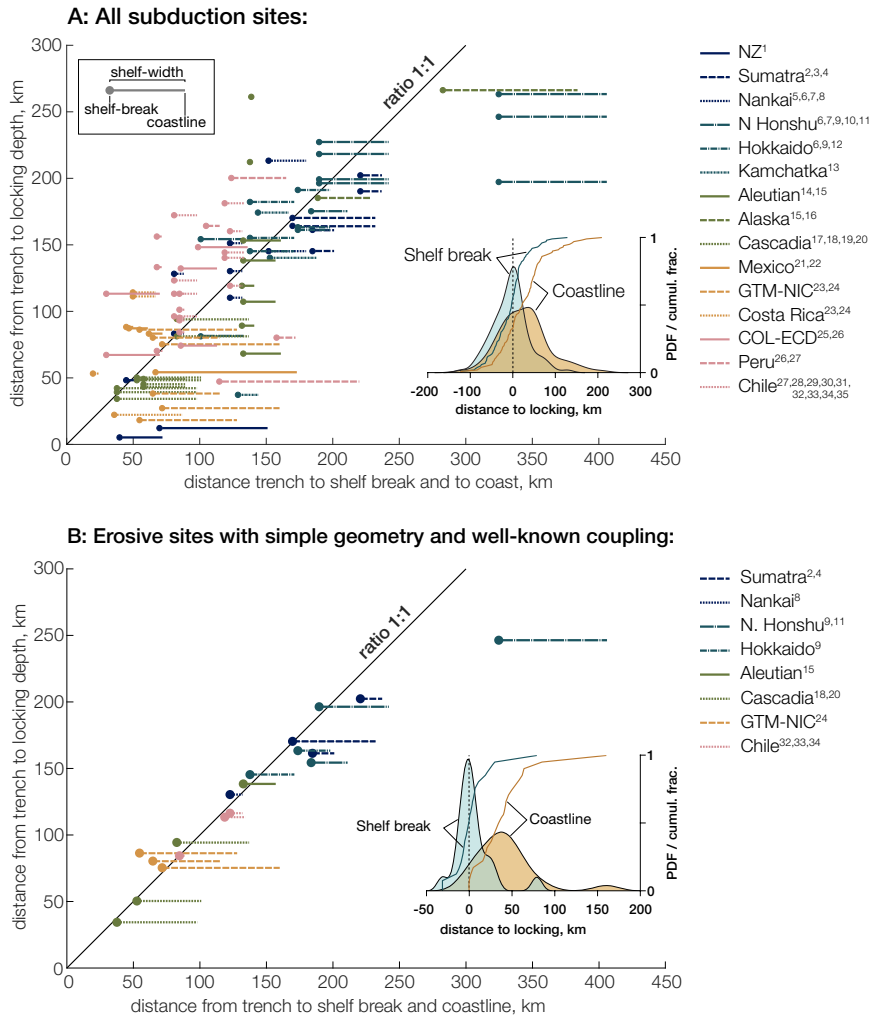 A: All subduction sites:
300
250
200
150
100
50
0
distance from trench to locking depth, km
shelf-width
shelf-break
coastline
ratio 1:1
Shelf break
Coastline
1
0
PDF / cumul. frac.
-200 -100 0 100 200 300
distance to locking, km
0 50 100 150 200 250 300 350 400 450
distance trench to shelf break and to coast, km
NZ¹
Sumatra²,³,⁴
Nankai⁵,⁶,⁷,⁸
N Honshu⁶,⁷,⁹,¹⁰,¹¹
Hokkaido⁶,⁹,¹²
Kamchatka¹³
Aleutian¹⁴,¹⁵
Alaska¹⁵,¹⁶
Cascadia¹⁷,¹⁸,¹⁹,²⁰
Mexico²¹,²²
GTM-NIC²³,²⁴
Costa Rica²³,²⁴
COL-ECD²⁵,²⁶
Peru²⁶,²⁷
Chile²⁷,²⁸,²⁹,³⁰,³¹,
³²,³³,³⁴,³⁵
B: Erosive sites with simple geometry and well-known coupling:
300
250
200
150
100
50
0
distance from trench to locking depth, km
ratio 1:1
Shelf break
Coastline
1
0
PDF / cumul. frac.
-50 0 50 100 150 200
distance to locking, km
0 50 100 150 200 250 300 350 400 450
distance from trench to shelf break and coastline, km
Sumatra²,⁴
Nankai⁸
N. Honshu⁹,¹¹
Hokkaido⁹
Aleutian¹⁵
Cascadia¹⁸,²⁰
GTM-NIC²⁴
Chile³²,³³,³⁴